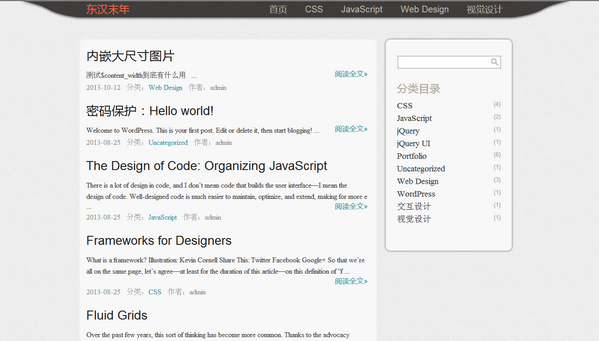 东汉末年
首页 CSS JavaScript Web Design 视觉设计
内嵌大尺寸图片
测试$content_width到底有什么用 ...
阅读全文»
2013-10-12 分类：Web Design 作者：admin
密码保护：Hello world!
Welcome to WordPress. This is your first post. Edit or delete it, then start blogging! ...
阅读全文»
2013-08-25 分类：Uncategorized 作者：admin
The Design of Code: Organizing JavaScript
There is a lot of design in code, and I don`t mean code that builds the user interface—I mean the
design of code. Well-designed code is much easier to maintain, optimize, and extend, making for more e
...
阅读全文»
2013-08-25 分类：JavaScript 作者：admin
Frameworks for Designers
What is a framework? Illustration: Kevin Cornell Share This: Twitter Facebook Google+ So that we`re
all on the same page, let`s agree—at least for the duration of this article—on this definition of “f ...
阅读全文»
2013-08-25 分类：CSS 作者：admin
Fluid Grids
Over the past few years, this sort of thinking has become more common. Thanks to the advocacy
分类目录
CSS (4)
JavaScript (2)
jQuery (1)
jQuery UI (1)
Portfolio (6)
Uncategorized (1)
Web Design (3)
WordPress (1)
交互设计 (1)
视觉设计 (1)